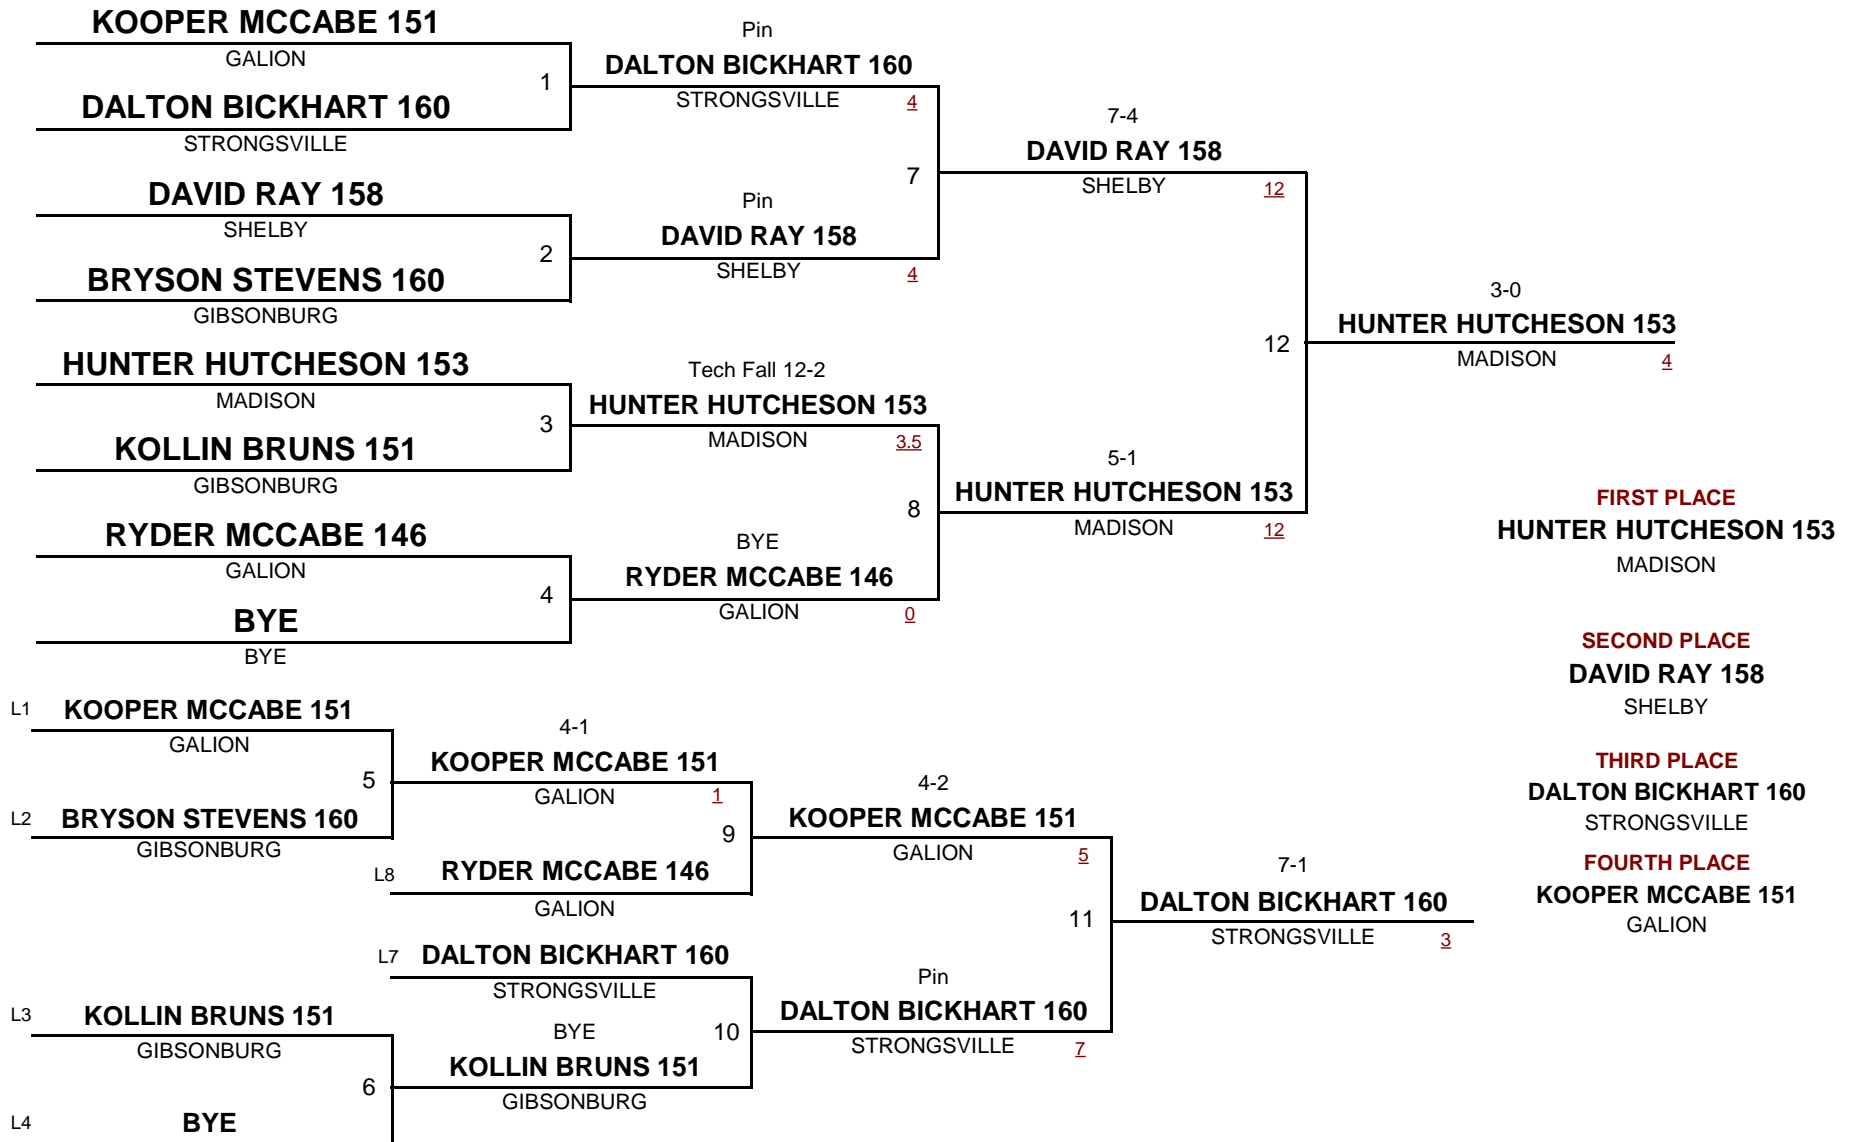 KOOPER MCCABE 151
GALION
1
DALTON BICKHART 160
STRONGSVILLE
DAVID RAY 158
SHELBY
2
BRYSON STEVENS 160
GIBSONBURG
HUNTER HUTCHESON 153
MADISON
3
KOLLIN BRUNS 151
GIBSONBURG
RYDER MCCABE 146
GALION
4
BYE
BYE
Pin
DALTON BICKHART 160
STRONGSVILLE
4
7
Pin
DAVID RAY 158
SHELBY
4
Tech Fall 12-2
HUNTER HUTCHESON 153
MADISON
3.5
8
BYE
RYDER MCCABE 146
GALION
0
7-4
DAVID RAY 158
SHELBY
12
12
5-1
HUNTER HUTCHESON 153
MADISON
12
3-0
HUNTER HUTCHESON 153
MADISON
4
FIRST PLACE
HUNTER HUTCHESON 153
MADISON
SECOND PLACE
DAVID RAY 158
SHELBY
THIRD PLACE
DALTON BICKHART 160
STRONGSVILLE
FOURTH PLACE
KOOPER MCCABE 151
GALION
L1 KOOPER MCCABE 151
GALION
5
L2 BRYSON STEVENS 160
GIBSONBURG
4-1
KOOPER MCCABE 151
GALION
1
9
L8 RYDER MCCABE 146
GALION
4-2
KOOPER MCCABE 151
GALION
5
11
L7 DALTON BICKHART 160
STRONGSVILLE
L3 KOLLIN BRUNS 151
GIBSONBURG
6
L4 BYE
BYE
10
KOLLIN BRUNS 151
GIBSONBURG
Pin
DALTON BICKHART 160
STRONGSVILLE
7
7-1
DALTON BICKHART 160
STRONGSVILLE
3